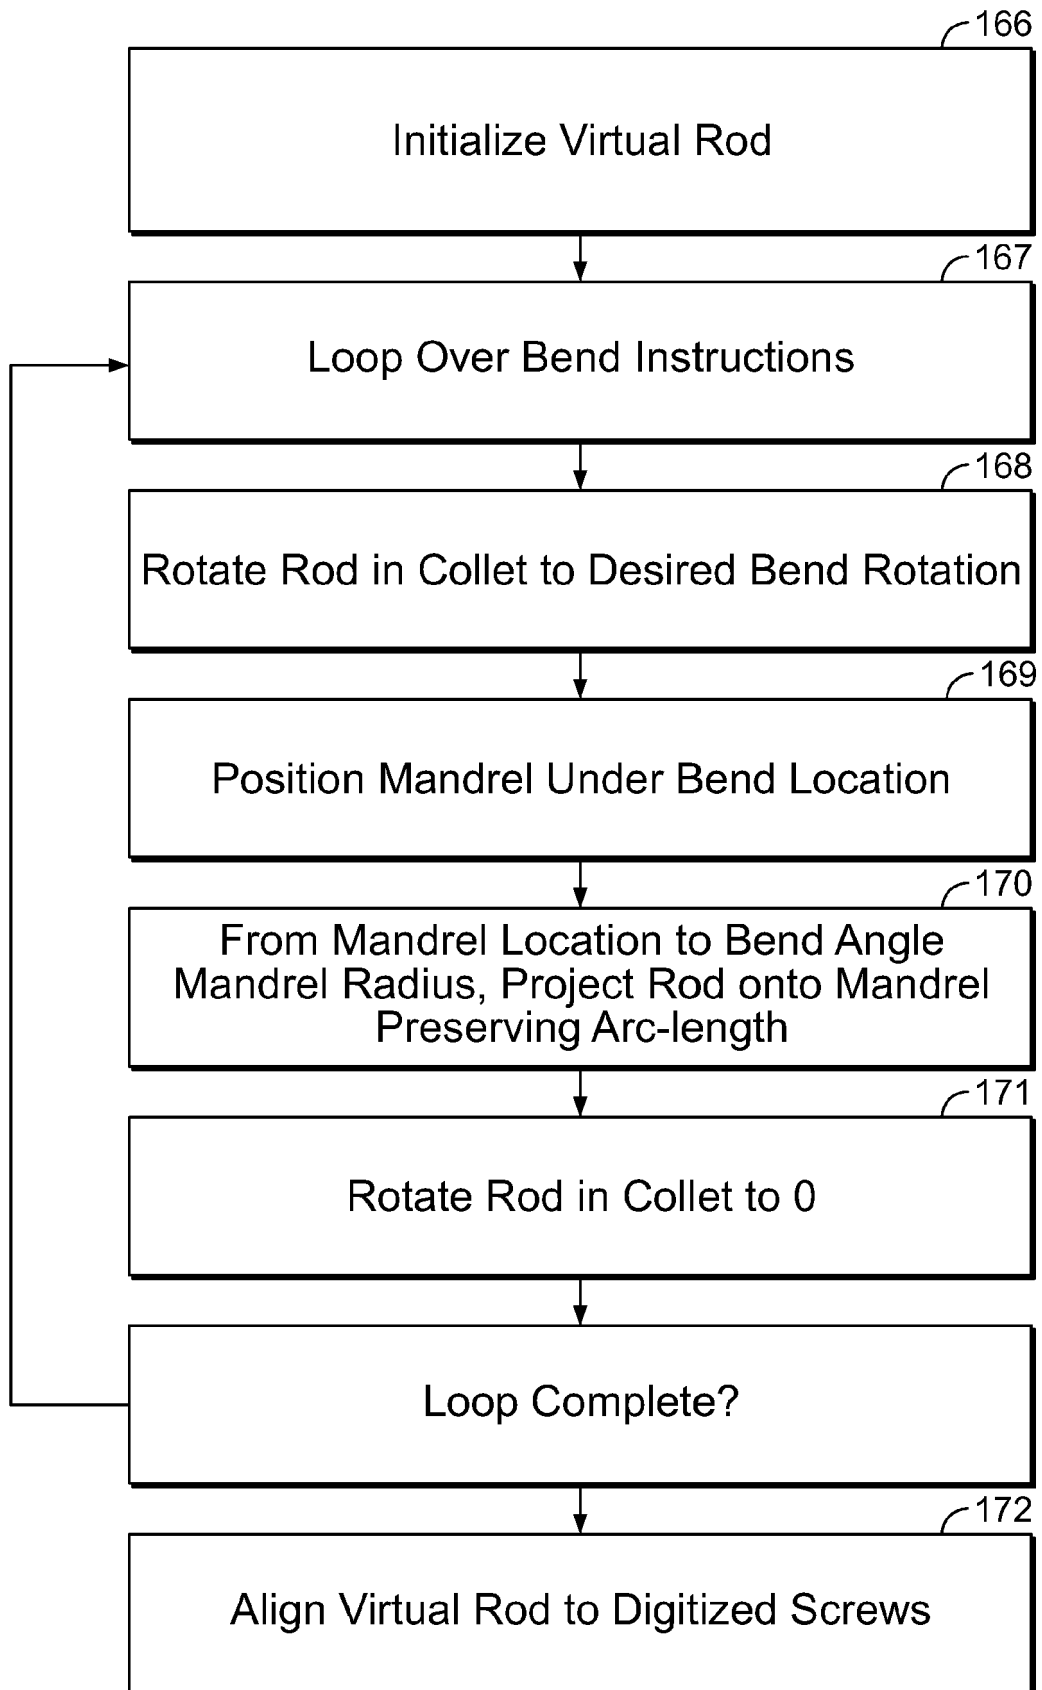 166
Initialize Virtual Rod
167
Loop Over Bend Instructions
168
Rotate Rod in Collet to Desired Bend Rotation
169
Position Mandrel Under Bend Location
170
From Mandrel Location to Bend Angle
Mandrel Radius, Project Rod onto Mandrel
Preserving Arc-length
171
Rotate Rod in Collet to 0
Loop Complete?
172
Align Virtual Rod to Digitized Screws